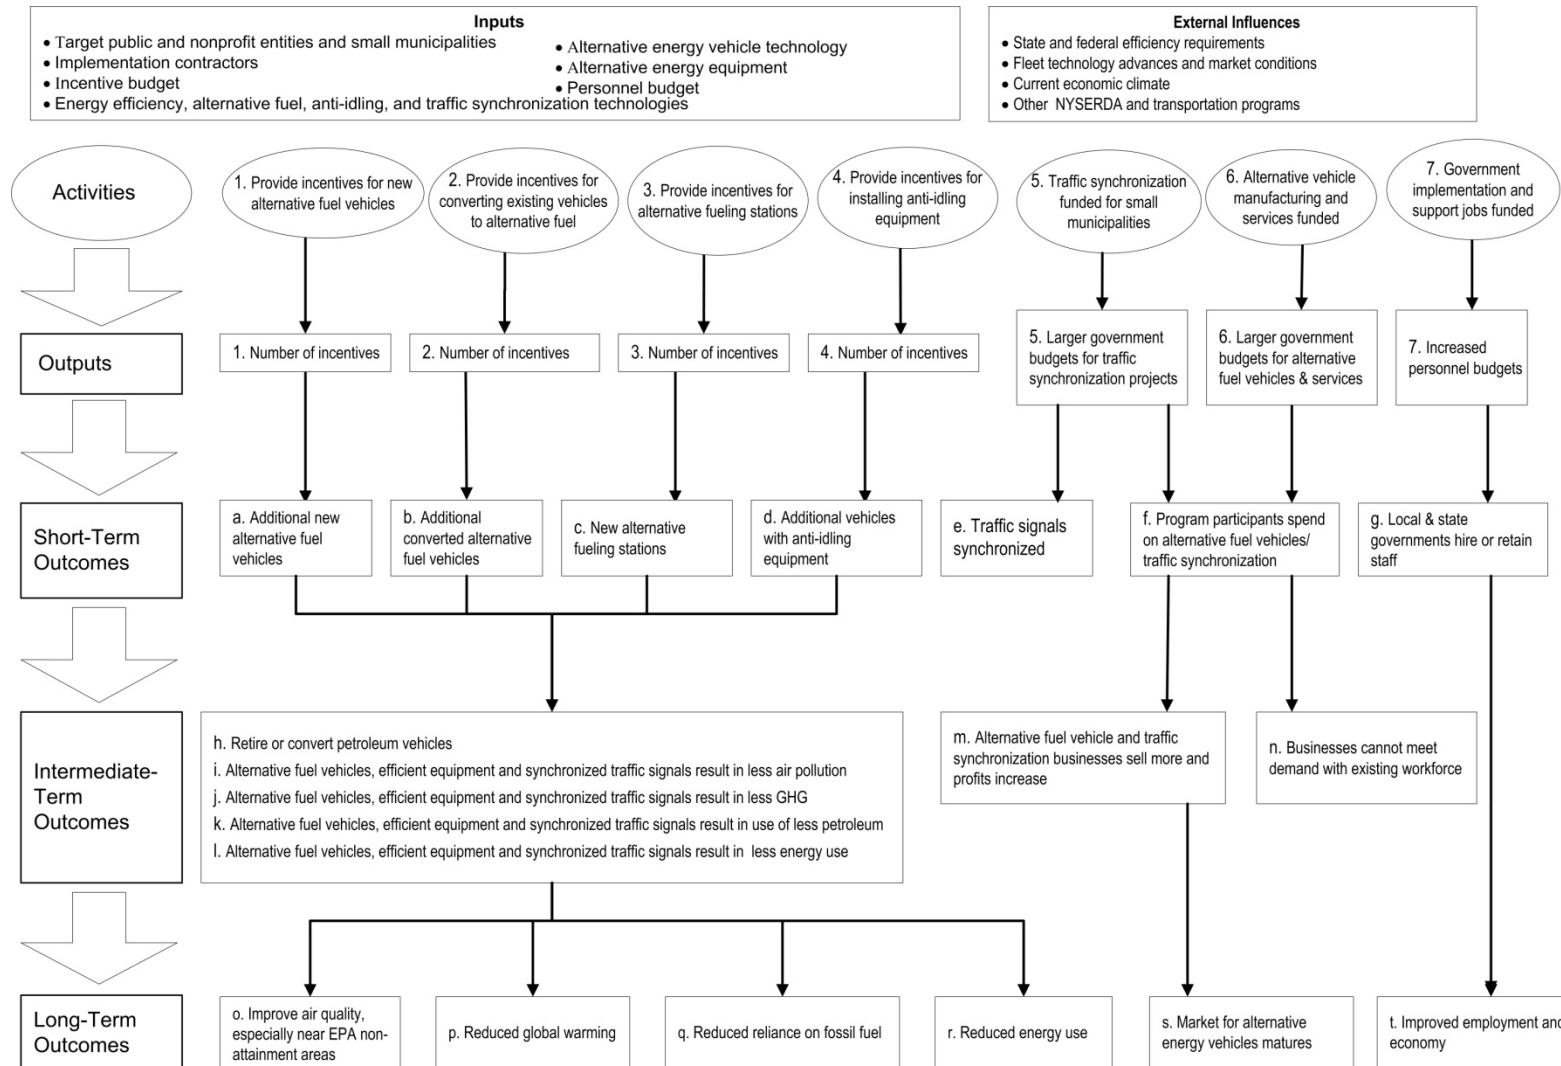 Inputs
• Target public and nonprofit entities and small municipalities
• Implementation contractors
• Incentive budget
• Energy efficiency, alternative fuel, anti-idling, and traffic synchronization technologies
• Alternative energy vehicle technology
• Alternative energy equipment
• Personnel budget
External Influences
• State and federal efficiency requirements
• Fleet technology advances and market conditions
• Current economic climate
• Other NYSERDA and transportation programs
Activities
1. Provide incentives for new
alternative fuel vehicles
2. Provide incentives for
converting existing vehicles
to alternative fuel
3. Provide incentives for
alternative fueling stations
4. Provide incentives for
installing anti-idling
equipment
5. Traffic synchronization
funded for small
municipalities
6. Alternative vehicle
manufacturing and
services funded
7. Government
implementation and
support jobs funded
Outputs
1. Number of incentives
2. Number of incentives
3. Number of incentives
4. Number of incentives
5. Larger government
budgets for traffic
synchronization
projects
6. Larger government
budgets for alternative
fuel vehicles & services
7. Increased
personnel budgets
Short-Term
Outcomes
a. Additional new
alternative fuel
vehicles
b. Additional
converted alternative
fuel vehicles
c. New alternative
fueling stations
d. Additional vehicles
with anti-idling
equipment
e. Traffic signals
synchronized
f. Program participants spend
on alternative fuel vehicles/
traffic synchronization
g. Local & state
governments hire or retain
staff
Intermediate-
Term
Outcomes
h. Retire or convert petroleum vehicles
i. Alternative fuel vehicles, efficient equipment and synchronized traffic signals result in less air pollution
j. Alternative fuel vehicles, efficient equipment and synchronized traffic signals result in less GHG
k. Alternative fuel vehicles, efficient equipment and synchronized traffic signals result in use of less petroleum
l. Alternative fuel vehicles, efficient equipment and synchronized traffic signals result in less energy use
m. Alternative fuel vehicle and traffic
synchronization businesses sell more and
profits increase
n. Businesses cannot meet
demand with existing workforce
Long-Term
Outcomes
o. Improve air quality,
especially near EPA non-
attainment areas
p. Reduced global warming
q. Reduced reliance on fossil fuel
r. Reduced energy use
s. Market for alternative
energy vehicles matures
t. Improved employment and
economy